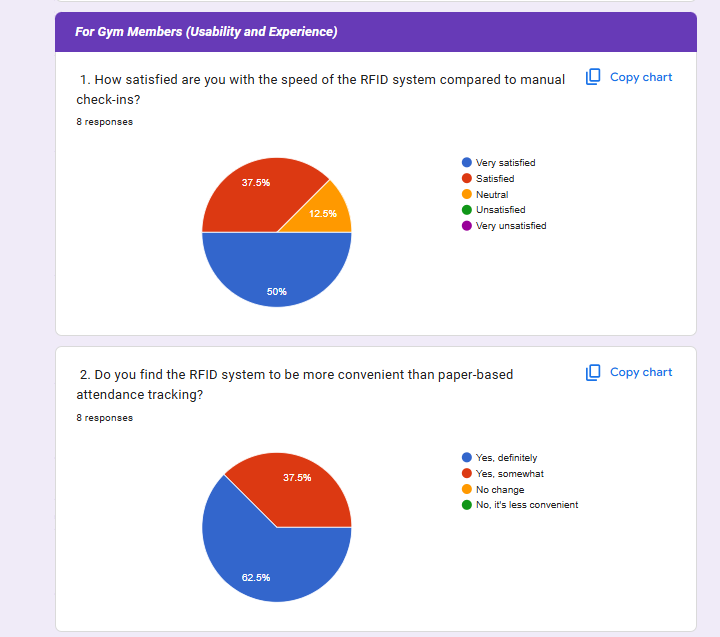 For Gym Members (Usability and Experience)
1. How satisfied are you with the speed of the RFID system compared to manual
check-ins?
Copy chart
8 responses
37.5%
12.5%
50%
Very satisfied
Satisfied
Neutral
Unsatisfied
Very unsatisfied
2. Do you find the RFID system to be more convenient than paper-based
attendance tracking?
Copy chart
8 responses
37.5%
62.5%
Yes, definitely
Yes, somewhat
No change
No, it's less convenient